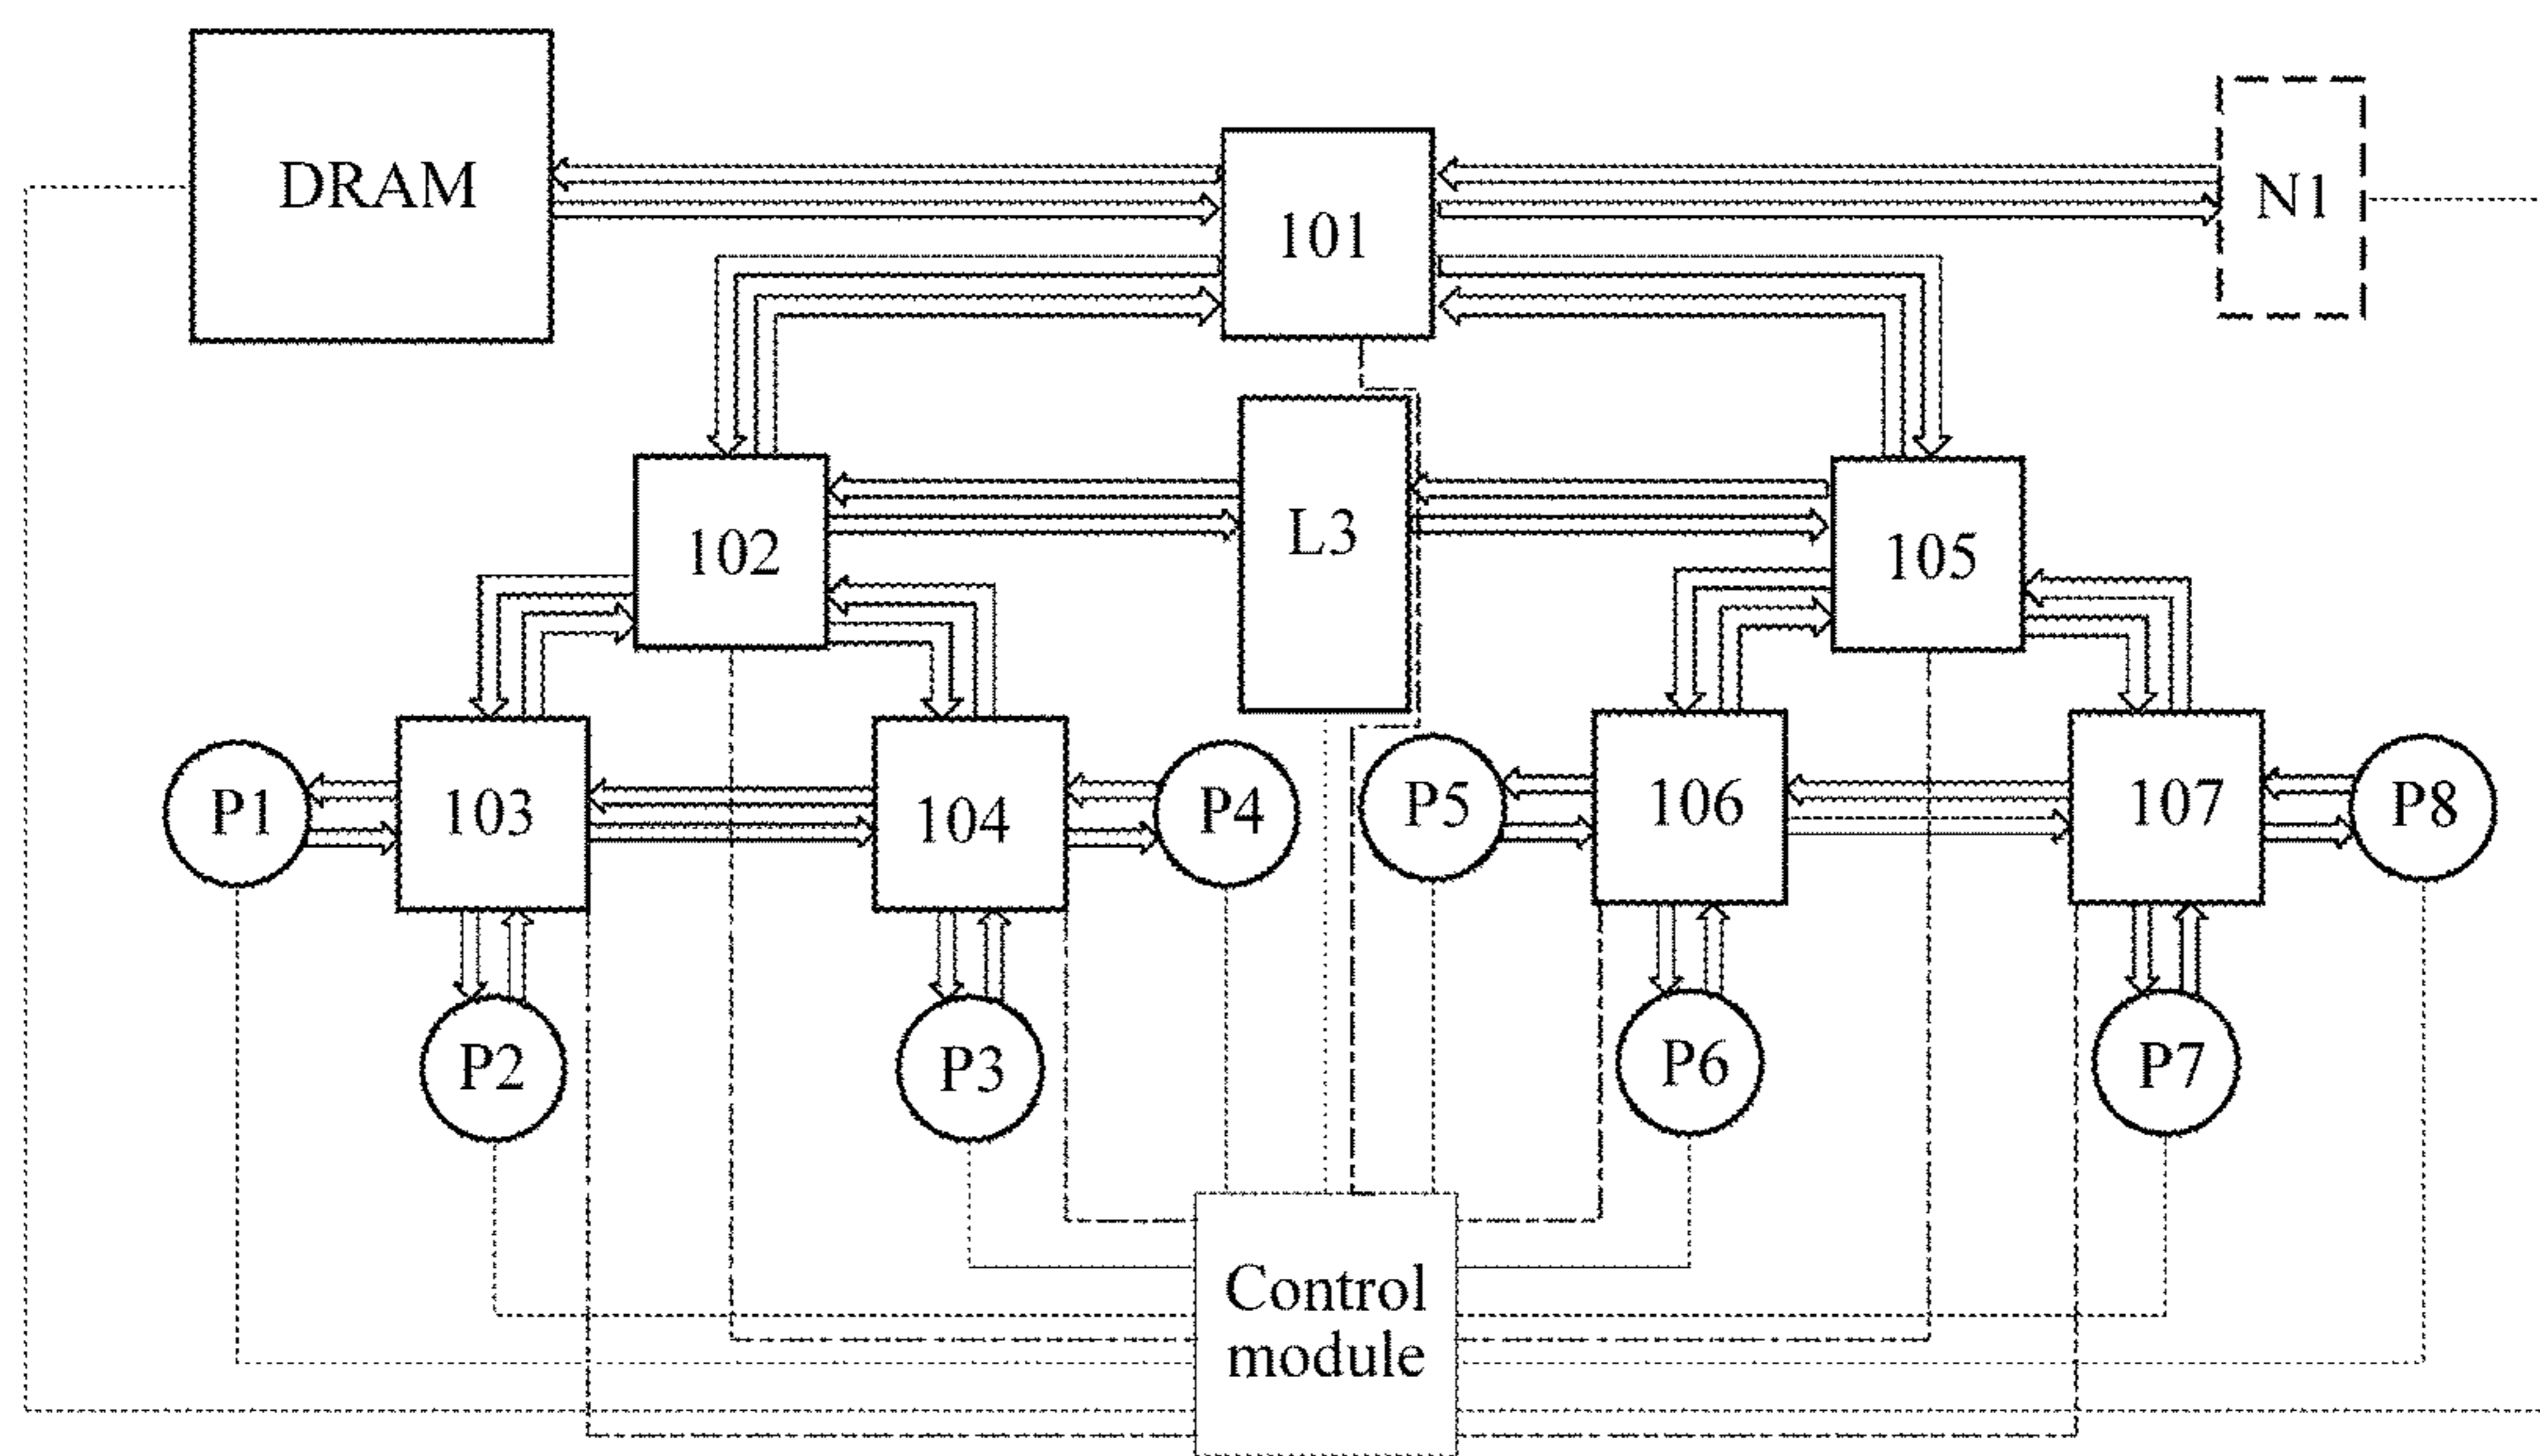 DRAM
101
N1
102
L3
105
P1
103
104
P4
P5
106
107
P8
P2
P3
P6
P7
Control
module